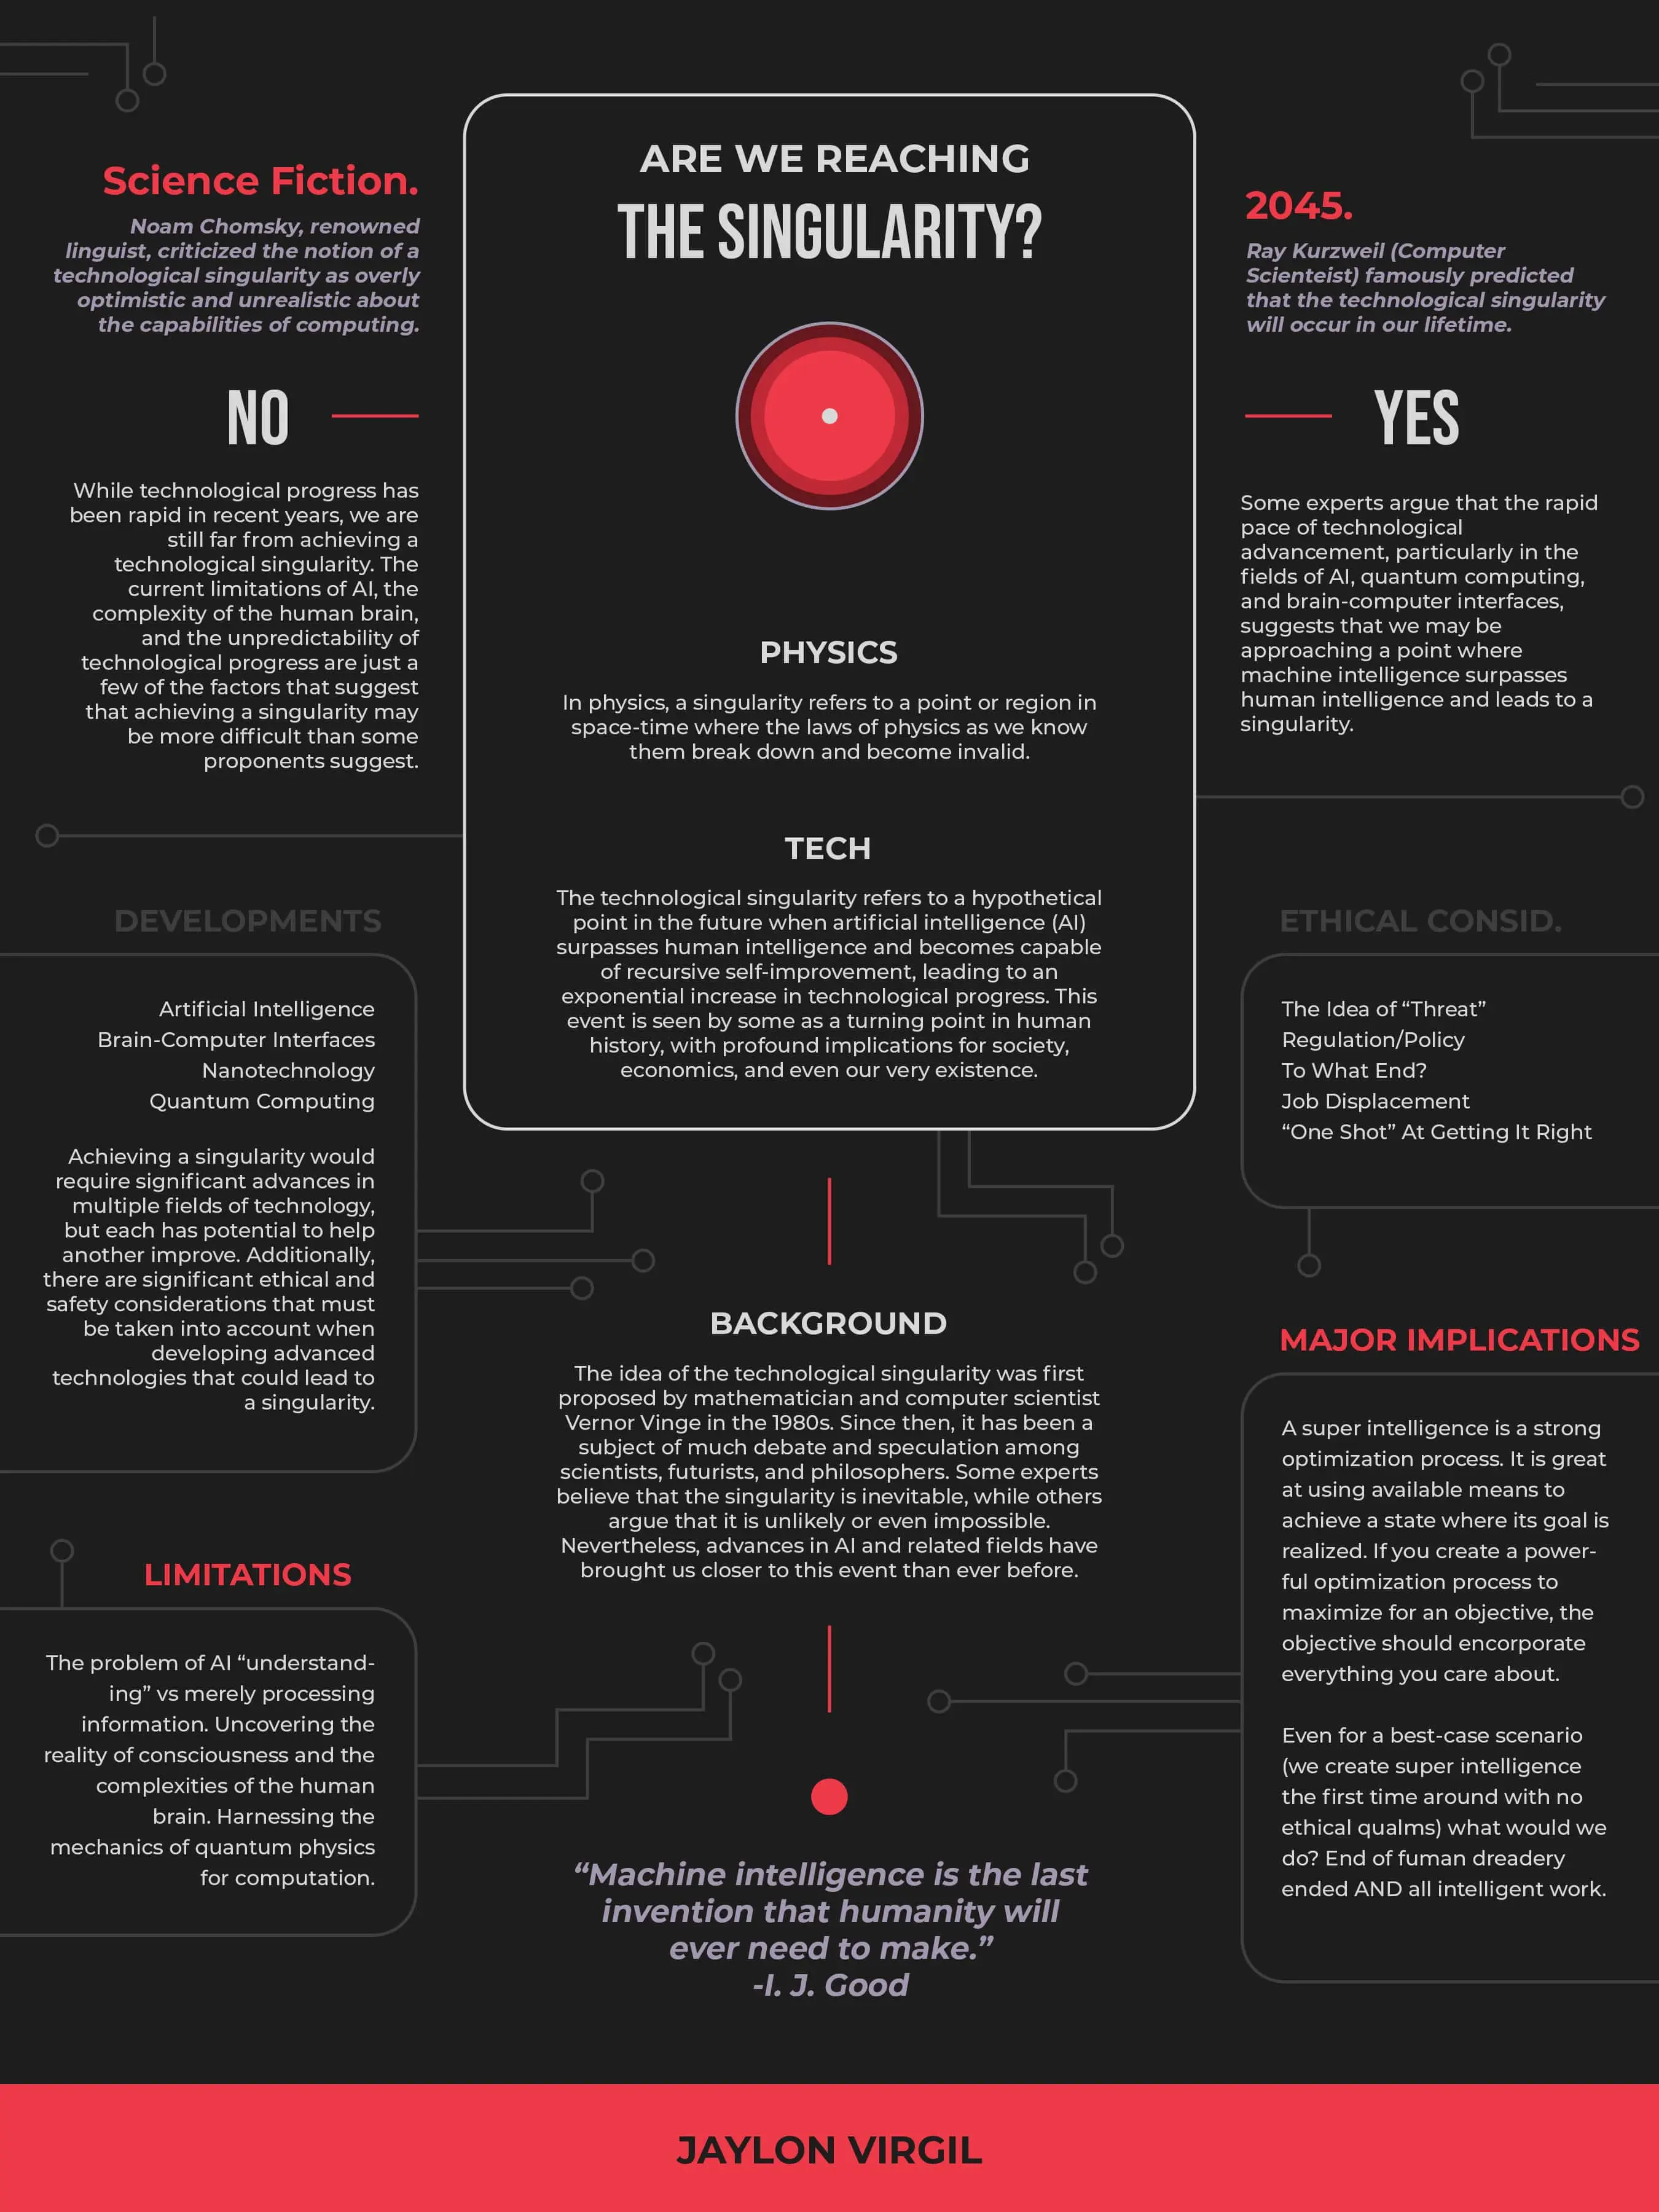 ARE WE REACHING
THE SINGULARITY?
Science Fiction.
Noam Chomsky, renowned
linguist, criticized the notion of a
technological singularity as overly
optimistic and unrealistic about
the capabilities of computing.
NO
While technological progress has
been rapid in recent years, we are
still far from achieving a
technological singularity. The
current limitations of AI, the
complexity of the human brain,
and the unpredictability of
technological progress are just a
few of the factors that suggest
that achieving a singularity may
be more difficult than some
proponents suggest.
2045.
Ray Kurzweil (Computer
Scienteist) famously predicted
that the technological singularity
will occur in our lifetime.
YES
Some experts argue that the rapid
pace of technological
advancement, particularly in the
fields of AI, quantum computing,
and brain-computer interfaces,
suggests that we may be
approaching a point where
machine intelligence surpasses
human intelligence and leads to a
singularity.
PHYSICS
In physics, a singularity refers to a point or region in
space-time where the laws of physics as we know
them break down and become invalid.
TECH
The technological singularity refers to a hypothetical
point in the future when artificial intelligence (AI)
surpasses human intelligence and becomes capable
of recursive self-improvement, leading to an
exponential increase in technological progress. This
event is seen by some as a turning point in human
history, with profound implications for society,
economics, and even our very existence.
DEVELOPMENTS
Artificial Intelligence
Brain-Computer Interfaces
Nanotechnology
Quantum Computing
Achieving a singularity would
require significant advances in
multiple fields of technology,
but each has potential to help
another improve. Additionally,
there are significant ethical and
safety considerations that must
be taken into account when
developing advanced
technologies that could lead to
a singularity.
ETHICAL CONSID.
The Idea of “Threat”
Regulation/Policy
To What End?
Job Displacement
“One Shot” At Getting It Right
BACKGROUND
The idea of the technological singularity was first
proposed by mathematician and computer scientist
Vernor Vinge in the 1980s. Since then, it has been a
subject of much debate and speculation among
scientists, futurists, and philosophers. Some experts
believe that the singularity is inevitable, while others
argue that it is unlikely or even impossible.
Nevertheless, advances in AI and related fields have
brought us closer to this event than ever before.
LIMITATIONS
The problem of AI “understand-
ing” vs merely processing
information. Uncovering the
reality of consciousness and the
complexities of the human
brain. Harnessing the
mechanics of quantum physics
for computation.
MAJOR IMPLICATIONS
A super intelligence is a strong
optimization process. It is great
at using available means to
achieve a state where its goal is
realized. If you create a power-
ful optimization process to
maximize for an objective, the
objective should encorporate
everything you care about.
Even for a best-case scenario
(we create super intelligence
the first time around with no
ethical qualms) what would we
do? End of fuman dreadery
ended AND all intelligent work.
“Machine intelligence is the last
invention that humanity will
ever need to make.”
-I. J. Good
JAYLON VIRGIL